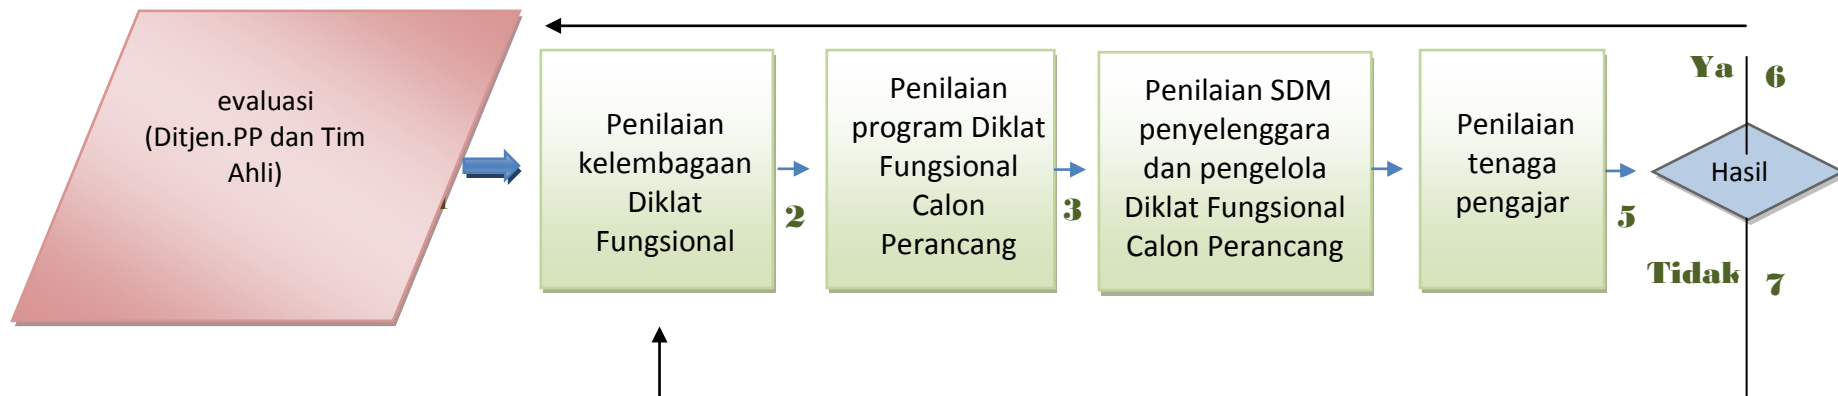 evaluasi
(Ditjen.PP dan Tim
Ahli)
Penilaian
kelembagaan
Diklat
Fungsional
2
Penilaian
program Diklat
Fungsional
Calon
Perancang
3
Penilaian SDM
penyelenggara
dan pengelola
Diklat Fungsional
Calon Perancang
Penilaian
tenaga
pengajar
5
Ya 6
Hasil
Tidak 7